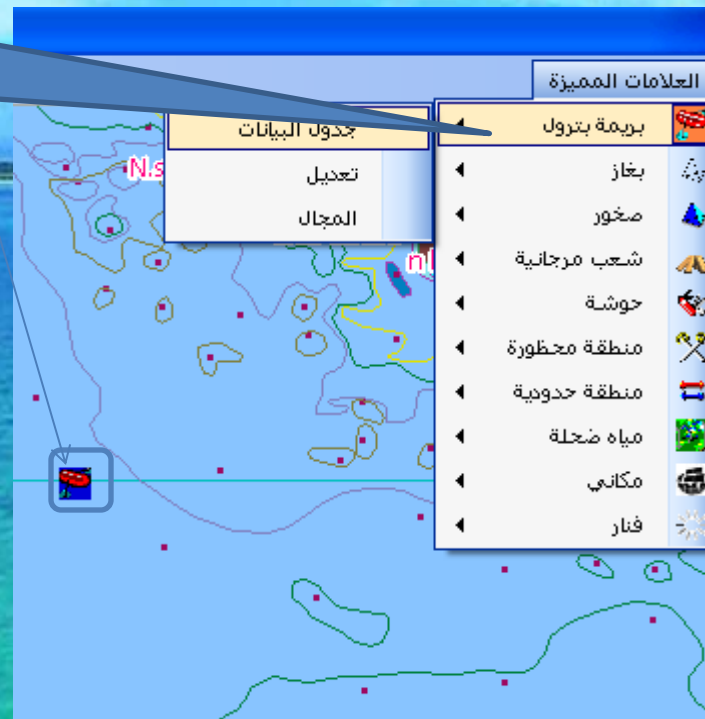 العلامات المميزة
بريمة بترول
بغاز
صخور
شعب مرجانية
حوشة
منطقة محظورة
منطقة حدودية
مياه ضحلة
مكاني
فنار
جدول البيانات
تعديل
المجال
N.s
n